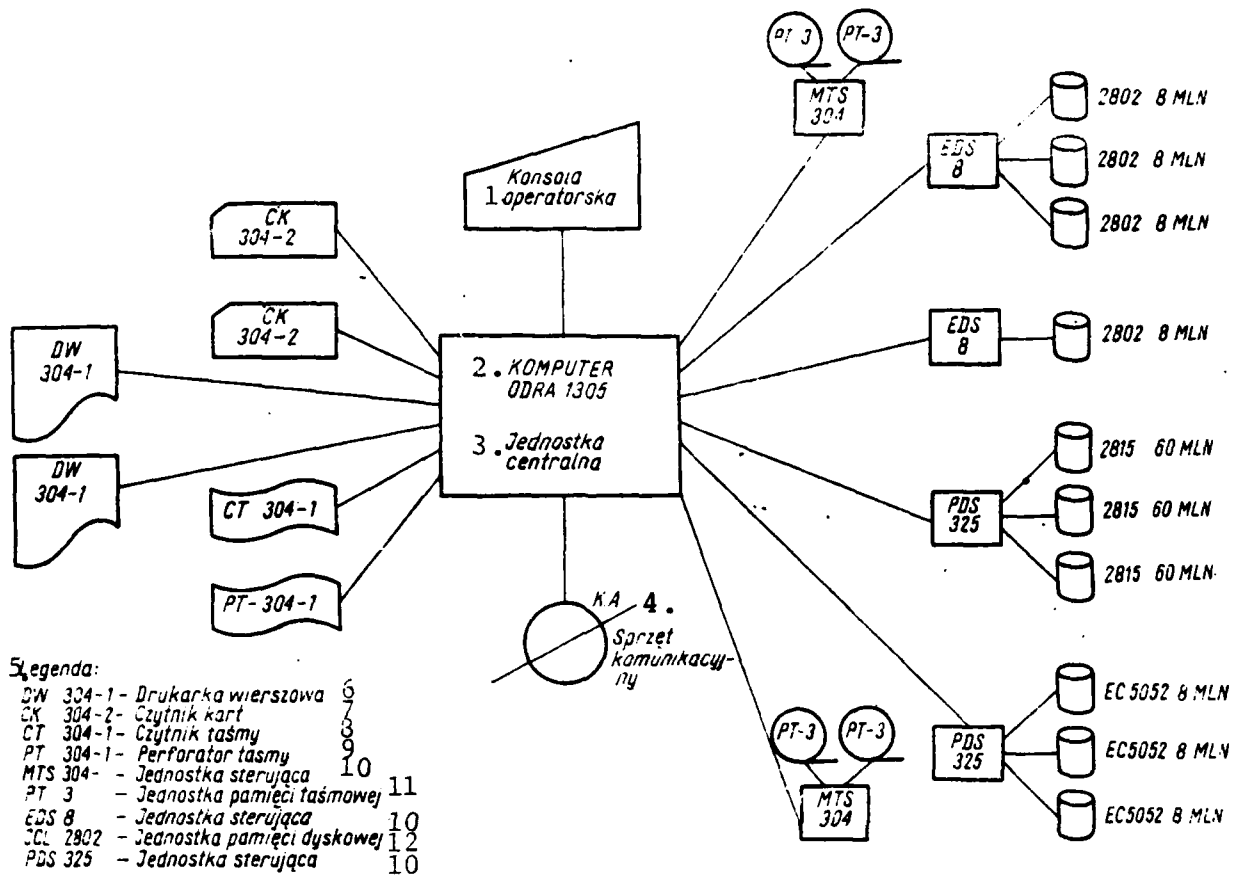 PT-3
PT-3
MTS
304
2802 8 MLN
EDS
8
2802 8 MLN
2802 8 MLN
1. Konsola
operatorska
CK
304-2
CK
304-2
DW
304-1
DW
304-1
CT 304-1
PT-304-1
2. KOMPUTER
ODRA 1305
3. Jednostka
centralna
EDS
8
2802 8 MLN
2815 60 MLN
PDS
325
2815 60 MLN
2815 60 MLN
KA 4.
Sprzęt
komunikacyj-
ny
EC 5052 8 MLN
PDS
325
EC5052 8 MLN
EC5052 8 MLN
PT-3
PT-3
MTS
304
5. Legenda:
DW 304-1 - Drukarka wierszowa 6
CK 304-2 - Czytnik kart 7
CT 304-1 - Czytnik taśmy 8
PT 304-1 - Perforator taśmy 9
MTS 304- - Jednostka sterująca 10
PT 3 - Jednostka pamięci taśmowej 11
EDS 8 - Jednostka sterująca 10
2802 - Jednostka pamięci dyskowej 12
PDS 325 - Jednostka sterująca 10